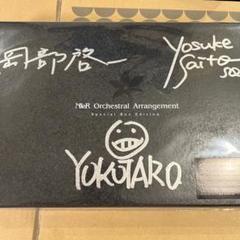 岡部啓一
Yosuke
Saito
NieR Orchestral Arrangement
Special Box Edition
YOKOTARO